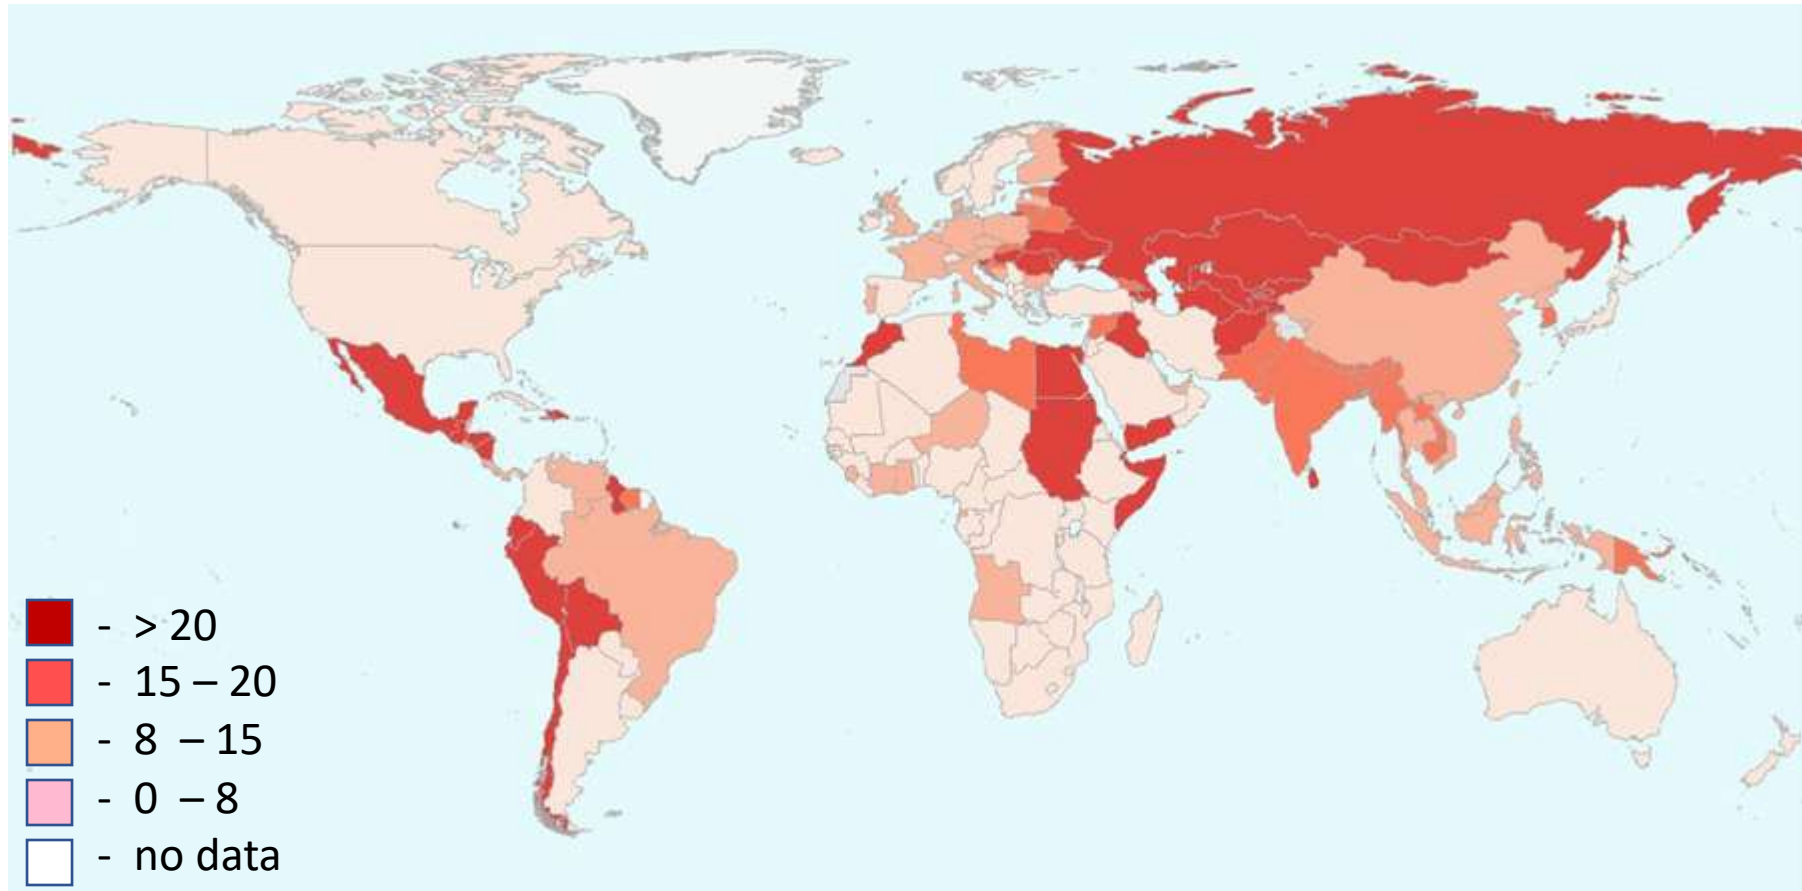 - > 20
- 15 – 20
- 8 – 15
- 0 – 8
- no data